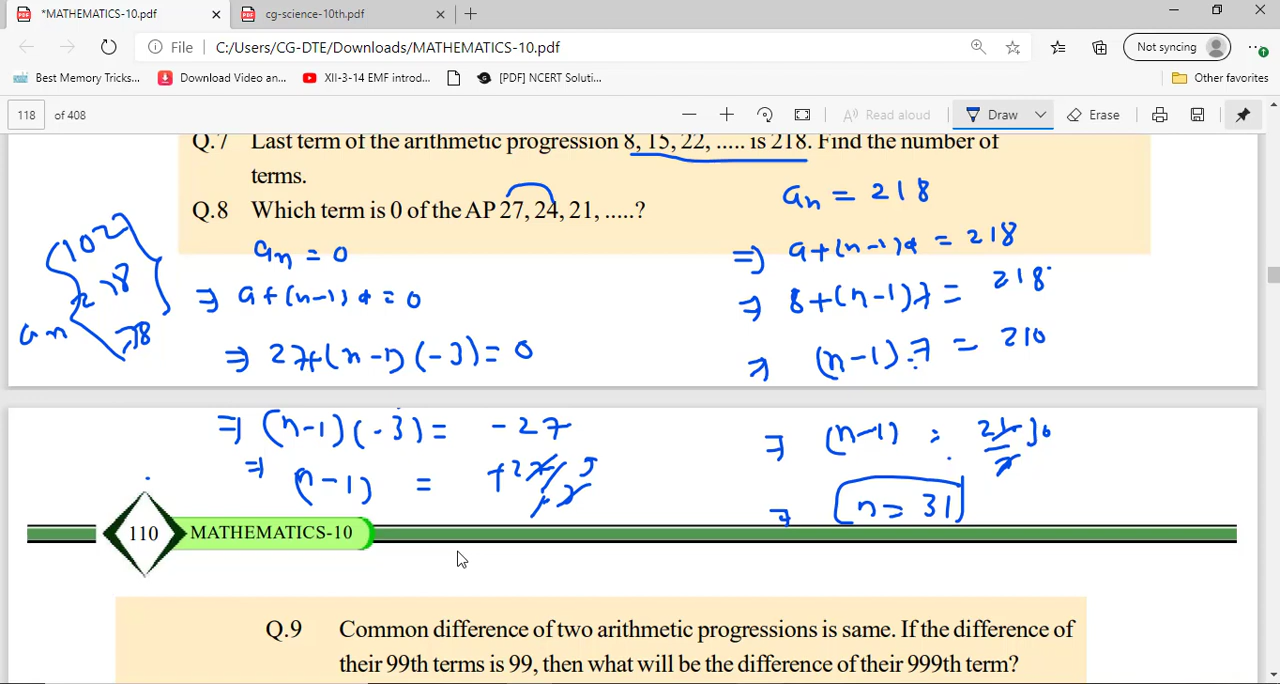 *MATHEMATICS-10.pdf
cg-science-10th.pdf
File
C:/Users/CG-DTE/Downloads/MATHEMATICS-10.pdf
Not syncing
Best Memory Tricks...
Download Video an...
XII-3-14 EMF introd...
[PDF] NCERT Soluti...
Other favorites
118 of 408
Read aloud
Draw
Erase
Q.7 Last term of the arithmetic progression 8, 15, 22, ..... is 218. Find the number of
terms.
Q.8 Which term is 0 of the AP 27, 24, 21, .....?
an = 0
⇒ a+(n-1)d = 0
⇒ 27+(n-1)(-3) = 0
⇒ (n-1)(-3) = -27
⇒ (n-1) =
an = 218
⇒ a+(n-1)d = 218
⇒ 8+(n-1)7 = 218
⇒ (n-1).7 = 210
⇒ (n-1) =
⇒ n = 31
102
an
110 MATHEMATICS-10
Q.9 Common difference of two arithmetic progressions is same. If the difference of
their 99th terms is 99, then what will be the difference of their 999th term?